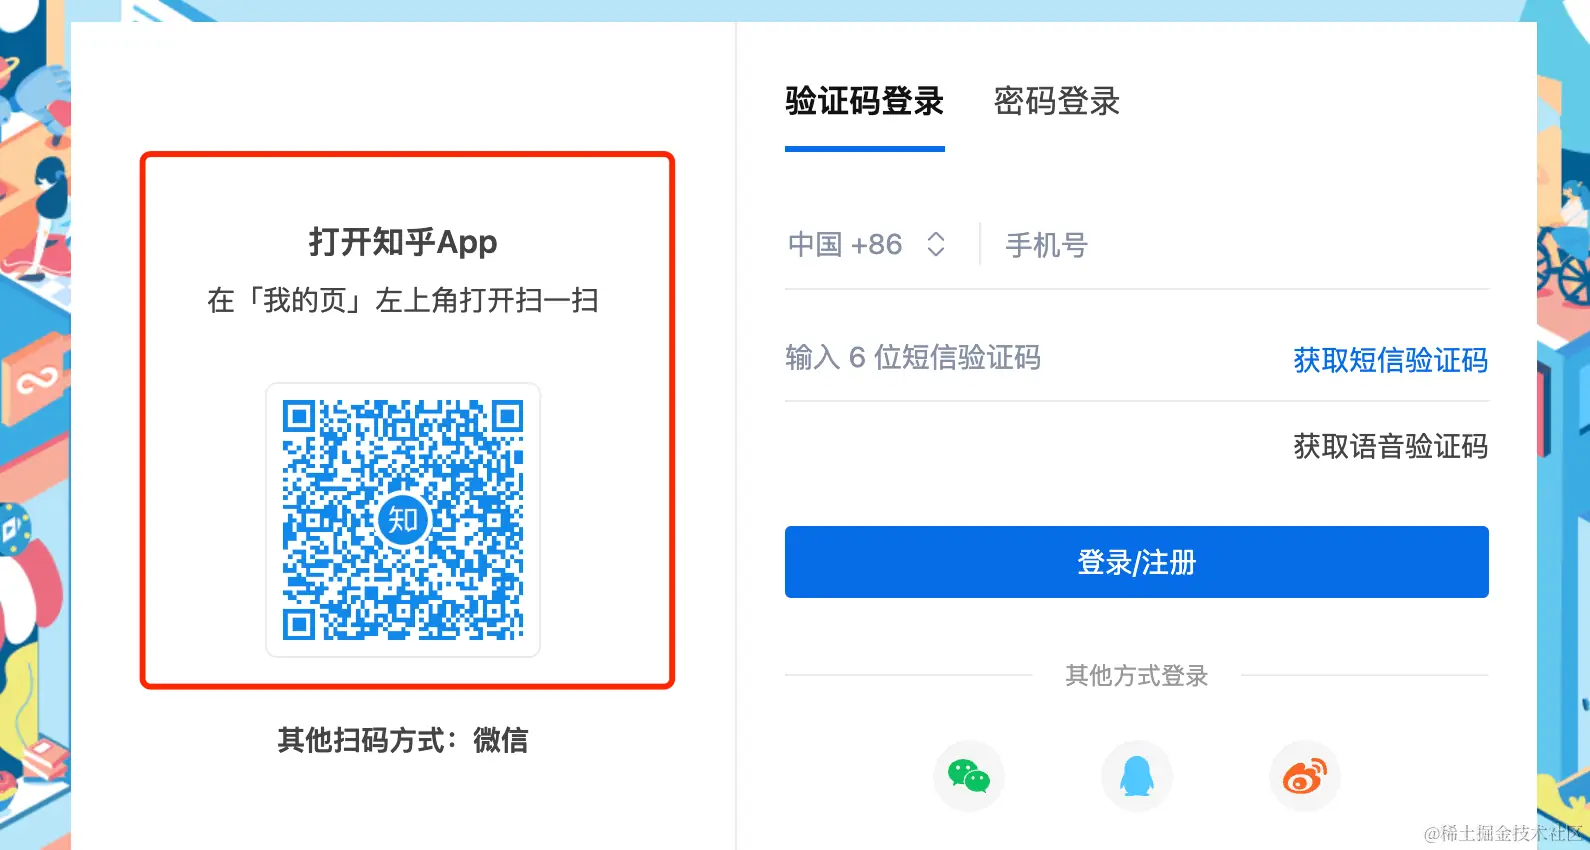 打开知乎App
在「我的页」左上角打开扫一扫
知
其他扫码方式：微信
验证码登录 密码登录
中国 +86 手机号
输入 6 位短信验证码 获取短信验证码
获取语音验证码
登录/注册
其他方式登录
@稀土掘金技术社区